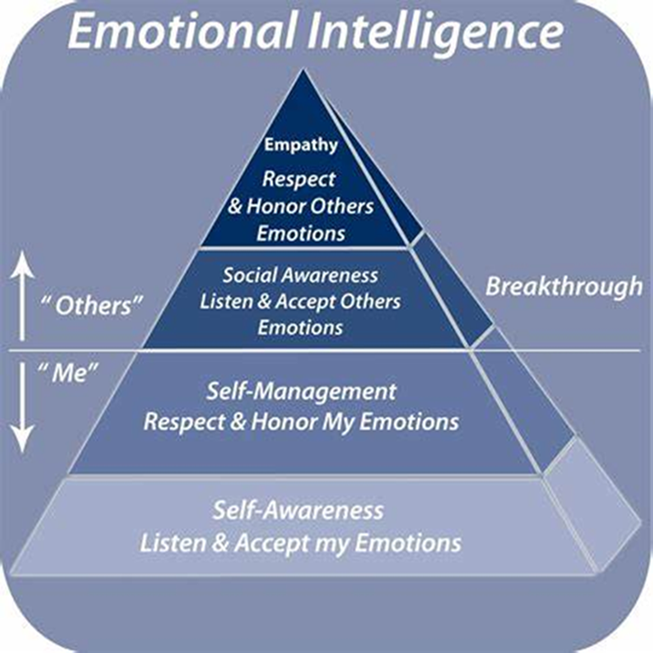 Emotional Intelligence
Empathy
Respect
& Honor Others
Emotions
Social Awareness
Listen & Accept Others
Emotions
Breakthrough
“Others”
“Me”
Self-Management
Respect & Honor My Emotions
Self-Awareness
Listen & Accept my Emotions